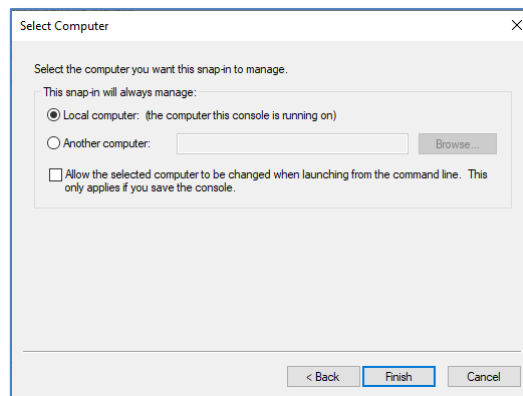 Select Computer
Select the computer you want this snap-in to manage.
This snap-in will always manage:
Local computer: (the computer this console is running on)
Another computer:
Browse...
Allow the selected computer to be changed when launching from the command line. This
only applies if you save the console.
< Back
Finish
Cancel